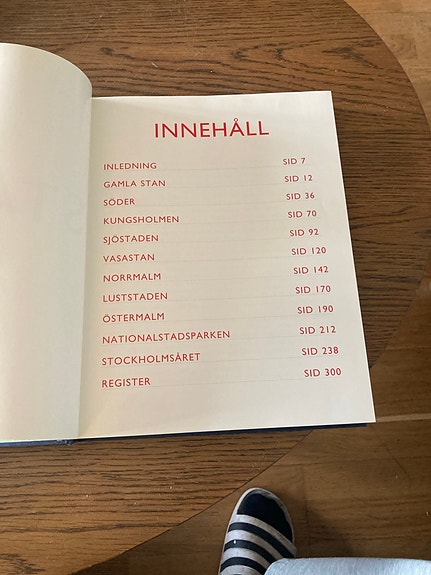 INNEHÅLL
INLEDNING SID 7
GAMLA STAN SID 12
SÖDER SID 36
KUNGSHOLMEN SID 70
SJÖSTADEN SID 92
VASASTAN SID 120
NORRMALM SID 142
LUSTSTADEN SID 170
ÖSTERMALM SID 190
NATIONALSTADSPARKEN SID 212
STOCKHOLMSÅRET SID 238
REGISTER SID 300